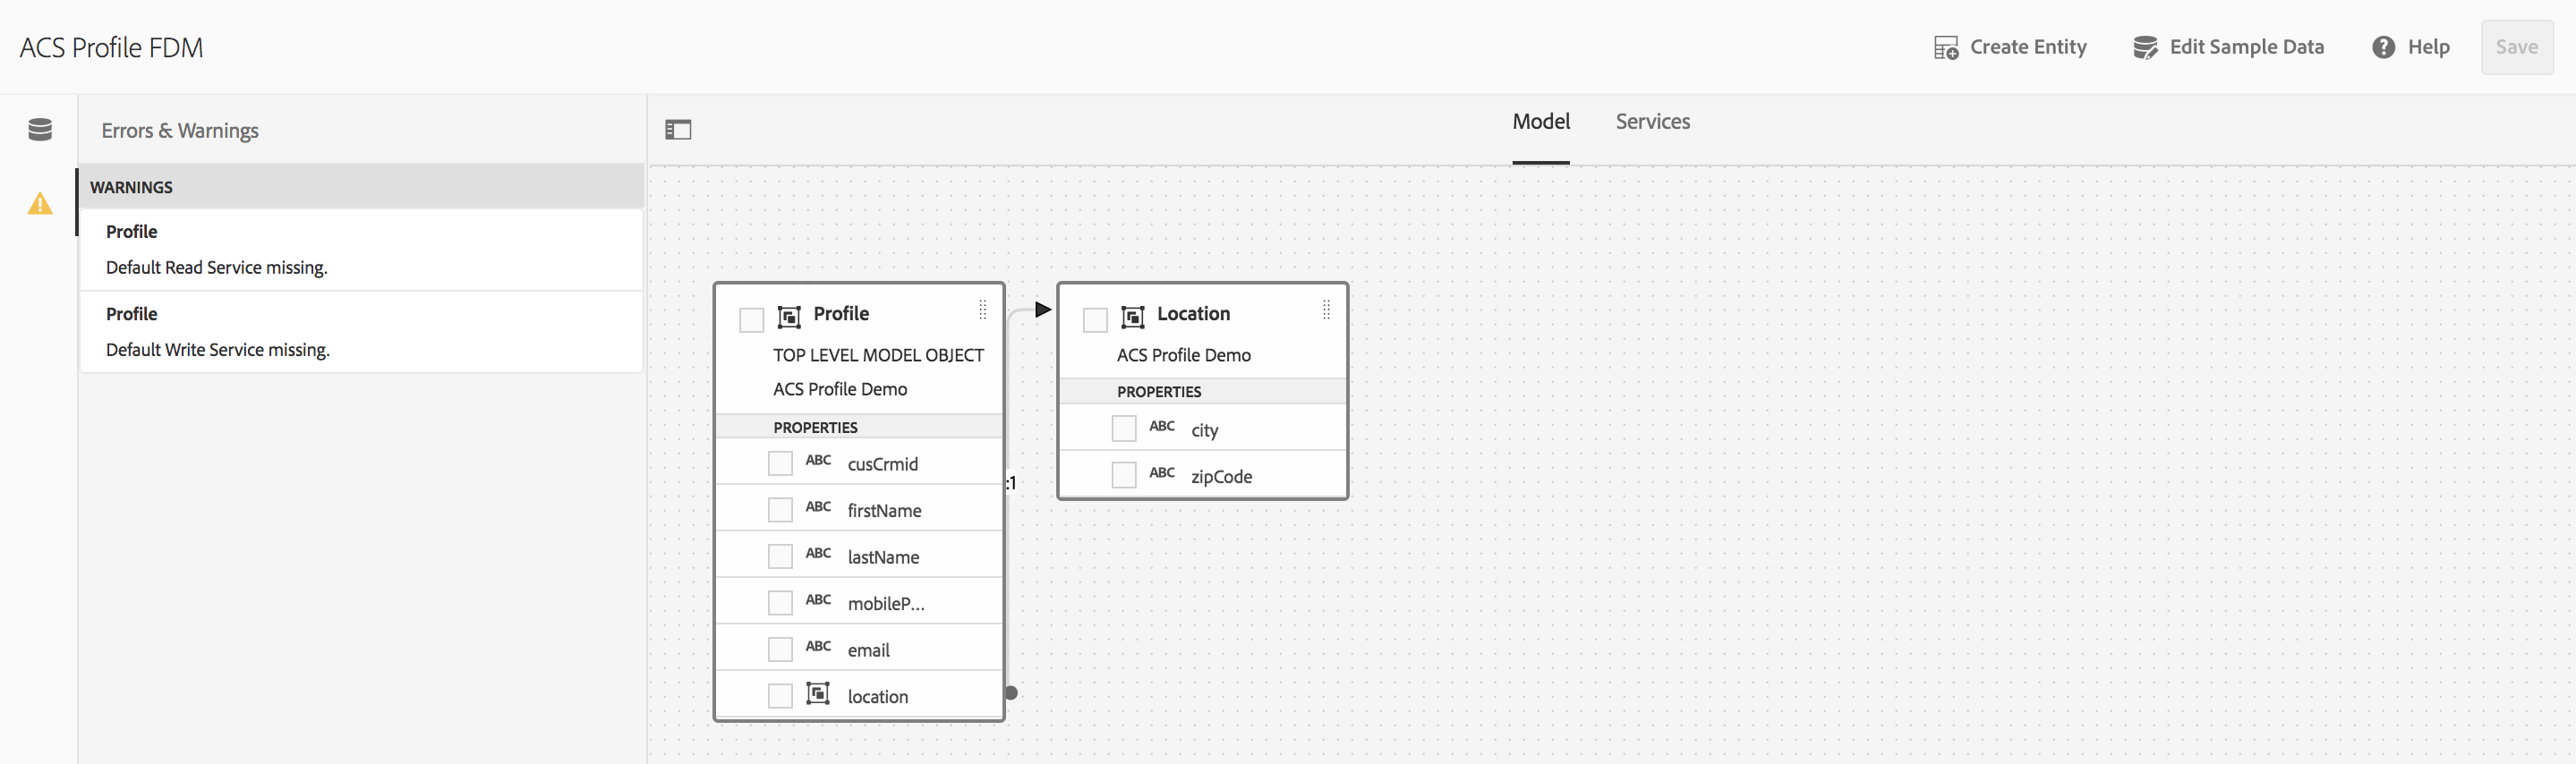 ACS Profile FDM
Create Entity
Edit Sample Data
Help
Save
Errors & Warnings
WARNINGS
Profile
Default Read Service missing.
Profile
Default Write Service missing.
Model
Services
Profile
TOP LEVEL MODEL OBJECT
ACS Profile Demo
PROPERTIES
ABC cusCrmid
ABC firstName
ABC lastName
ABC mobileP...
ABC email
location
:1
Location
ACS Profile Demo
PROPERTIES
ABC city
ABC zipCode